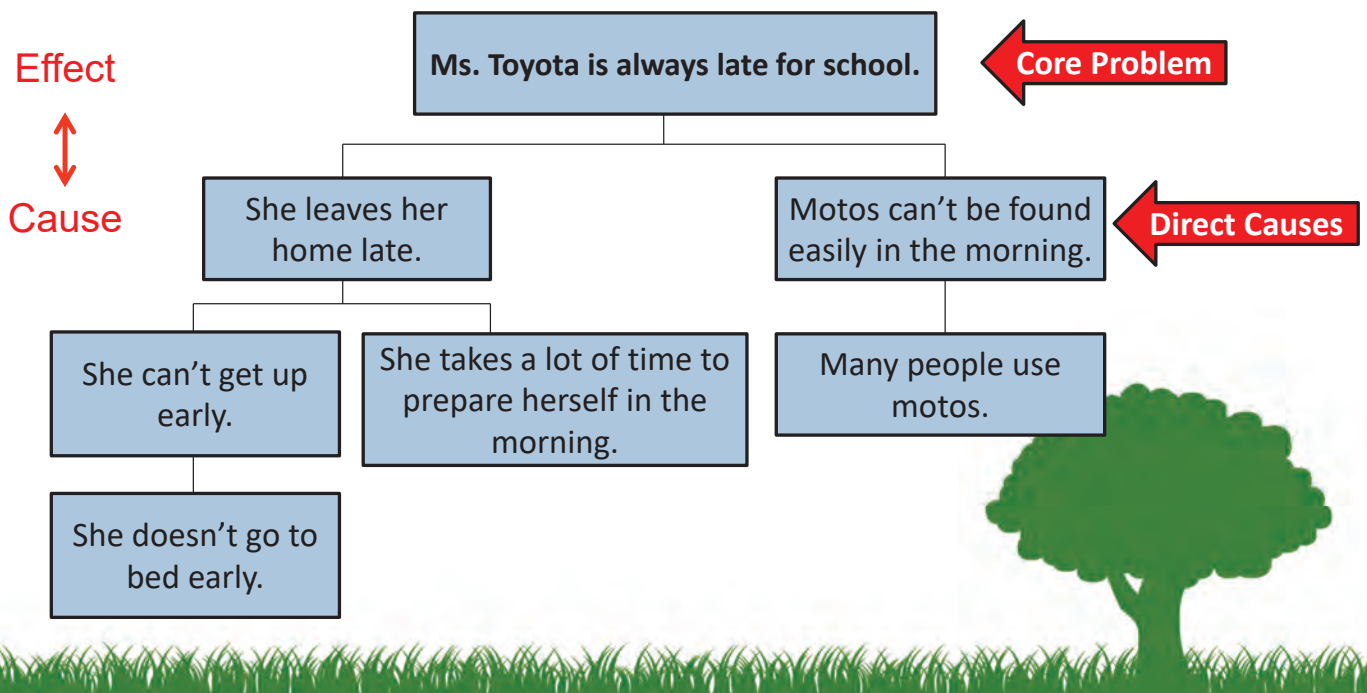 Ms. Toyota is always late for school.
Core Problem
Effect
Cause
She leaves her
home late.
Motos can’t be found
easily in the morning.
Direct Causes
She can’t get up
early.
She takes a lot of time to
prepare herself in the
morning.
Many people use
motos.
She doesn’t go to
bed early.